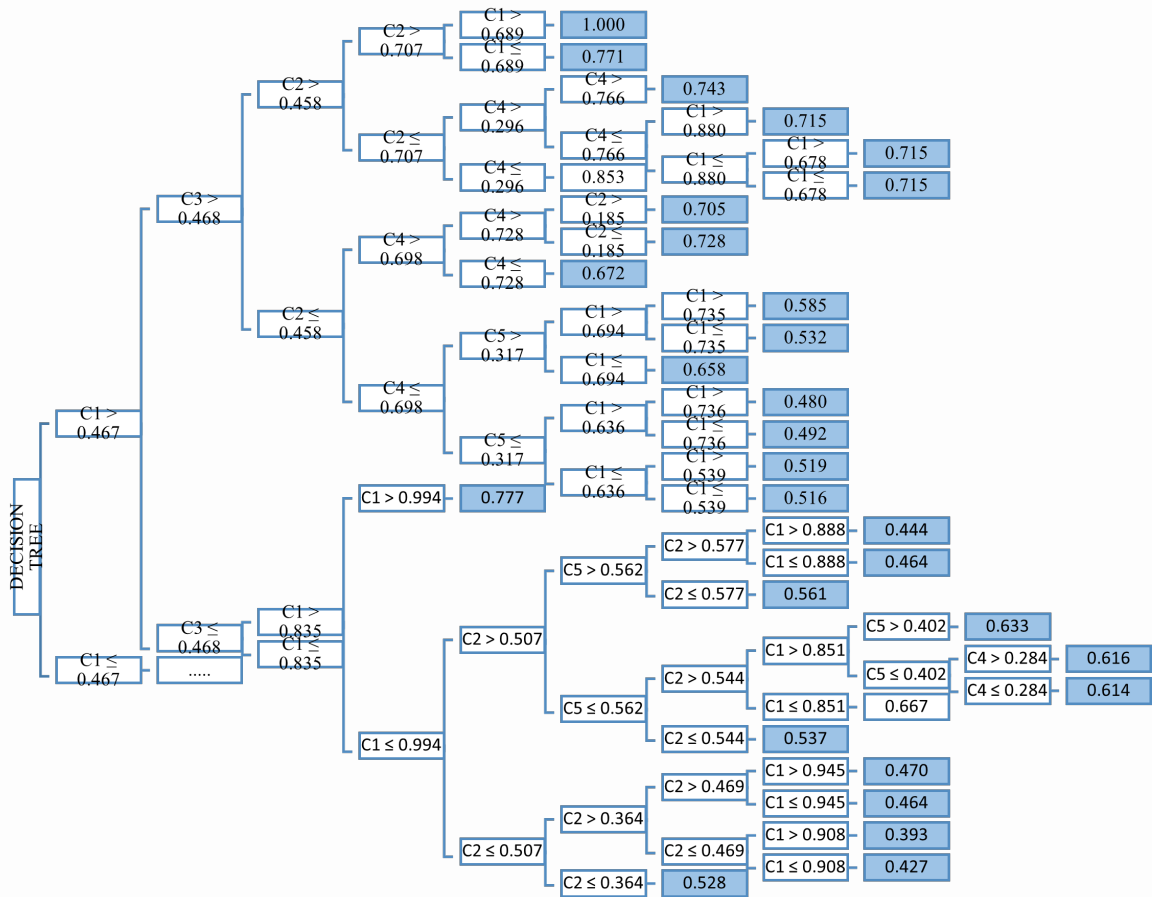 C1 >
0.689
1.000
C2 >
0.707
C1 ≤
0.689
0.771
C2 >
0.458
C4 >
0.766
0.743
C4 >
0.296
C1 >
0.880
0.715
C2 ≤
0.707
C4 ≤
0.766
C1 >
0.678
0.715
C4 ≤
0.296
0.853
C1 ≤
0.880
C1 ≤
0.678
0.715
C3 >
0.468
C2 >
0.185
0.705
C4 >
0.728
C4 >
0.698
C2 ≤
0.185
0.728
C4 ≤
0.728
0.672
C2 ≤
0.458
C1 >
0.735
0.585
C1 >
0.694
C5 >
0.317
C1 ≤
0.735
0.532
C1 ≤
0.694
0.658
C4 ≤
0.698
C1 >
0.736
0.480
C1 >
0.467
C1 >
0.636
C1 ≤
0.736
0.492
C5 ≤
0.317
C1 >
0.539
0.519
C1 ≤
0.636
C1 ≤
0.539
0.516
C1 > 0.994
0.777
DECISION
TREE
C1 > 0.888
0.444
C2 > 0.577
C1 ≤ 0.888
0.464
C5 > 0.562
C2 ≤ 0.577
0.561
C1 >
0.835
C3 ≤
0.468
C1 ≤
0.835
C1 ≤
0.467
.....
C2 > 0.507
C5 > 0.402
0.633
C1 > 0.851
C4 > 0.284
0.616
C5 ≤ 0.402
C2 > 0.544
C4 ≤ 0.284
0.614
C5 ≤ 0.562
C1 ≤ 0.851
0.667
C2 ≤ 0.544
0.537
C1 ≤ 0.994
C1 > 0.945
0.470
C2 > 0.469
C1 ≤ 0.945
0.464
C2 > 0.364
C1 > 0.908
0.393
C2 ≤ 0.507
C2 ≤ 0.469
C1 ≤ 0.908
0.427
C2 ≤ 0.364
0.528